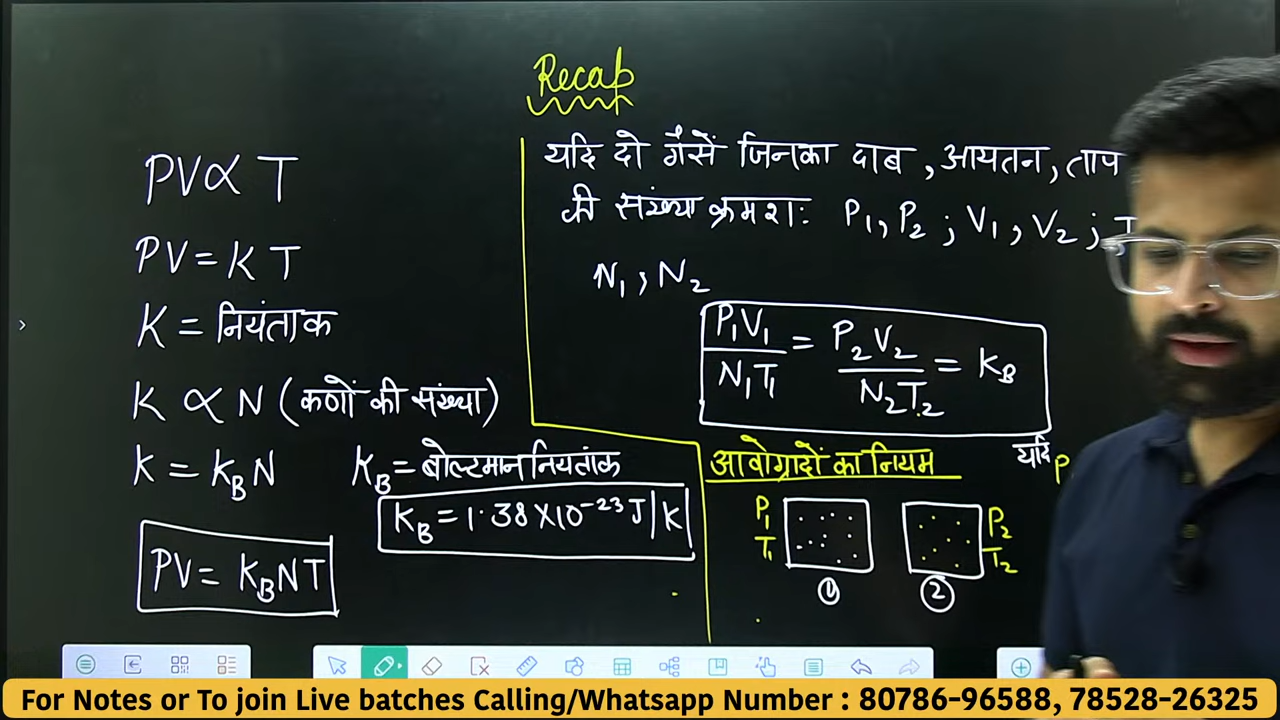 Recap
PV∝ T
PV = K T
K = नियंताक
K ∝ N (कणों की संख्या)
K = K_B N
K_B = बोल्टमान नियतांक
K_B = 1.38 X10⁻²³ J|K
PV = K_B NT
यदि दो गैसें जिनका दाब , आयतन , ताप
की संख्या क्रमशः P₁, P₂ ; V₁ , V₂ ; T
N₁ , N₂
P₁V₁/N₁T₁ = P₂V₂/N₂T₂ = K_B
आवोग्राद्रों का नियम
यदि P
P₁
T₁
①
②
P₂
T₂
For Notes or To join Live batches Calling/Whatsapp Number : 80786-96588, 78528-26325